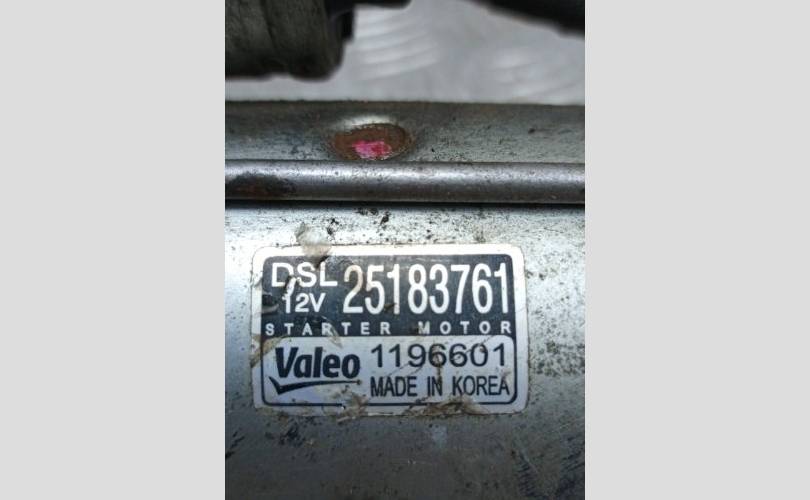 DSL 25183761
12V
STARTER MOTOR
Valeo 1196601
MADE IN KOREA